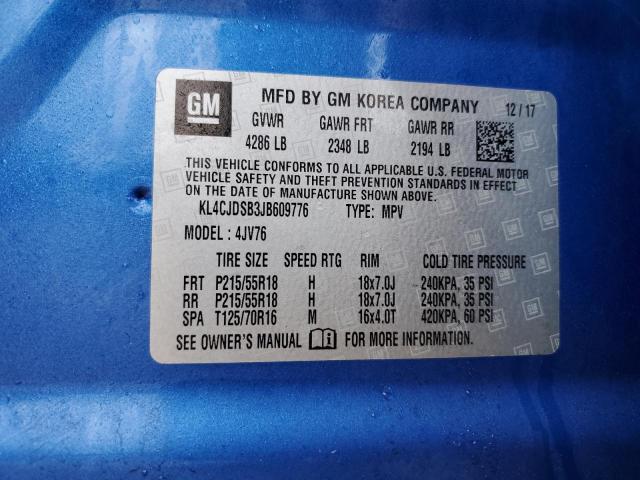 GM MFD BY GM KOREA COMPANY 12/17
GVWR GAWR FRT GAWR RR
4286 LB 2348 LB 2194 LB
THIS VEHICLE CONFORMS TO ALL APPLICABLE U.S. FEDERAL MOTOR
VEHICLE SAFETY AND THEFT PREVENTION STANDARDS IN EFFECT
ON THE DATE OF MANUFACTURE SHOWN ABOVE.
KL4CJDSB3JB609776 TYPE: MPV
MODEL: 4JV76
TIRE SIZE SPEED RTG RIM COLD TIRE PRESSURE
FRT P215/55R18 H 18x7.0J 240KPA, 35 PSI
RR P215/55R18 H 18x7.0J 240KPA, 35 PSI
SPA T125/70R16 M 16x4.0T 420KPA, 60 PSI
SEE OWNER'S MANUAL FOR MORE INFORMATION.